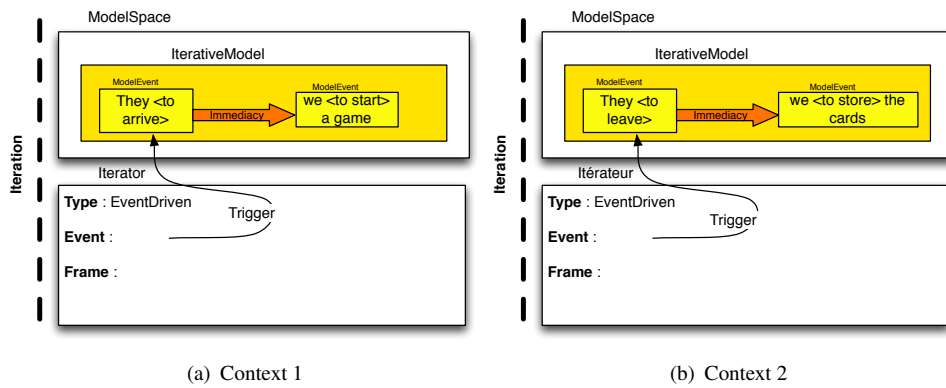 ModelSpace
IterativeModel
ModelEvent
They <to
arrive>
Immediacy
ModelEvent
we <to start>
a game
Iteration
Iterator
Type : EventDriven
Trigger
Event :
Frame :
(a) Context 1
ModelSpace
IterativeModel
ModelEvent
They <to
leave>
Immediacy
ModelEvent
we <to store> the
cards
Iteration
Itérateur
Type : EventDriven
Trigger
Event :
Frame :
(b) Context 2